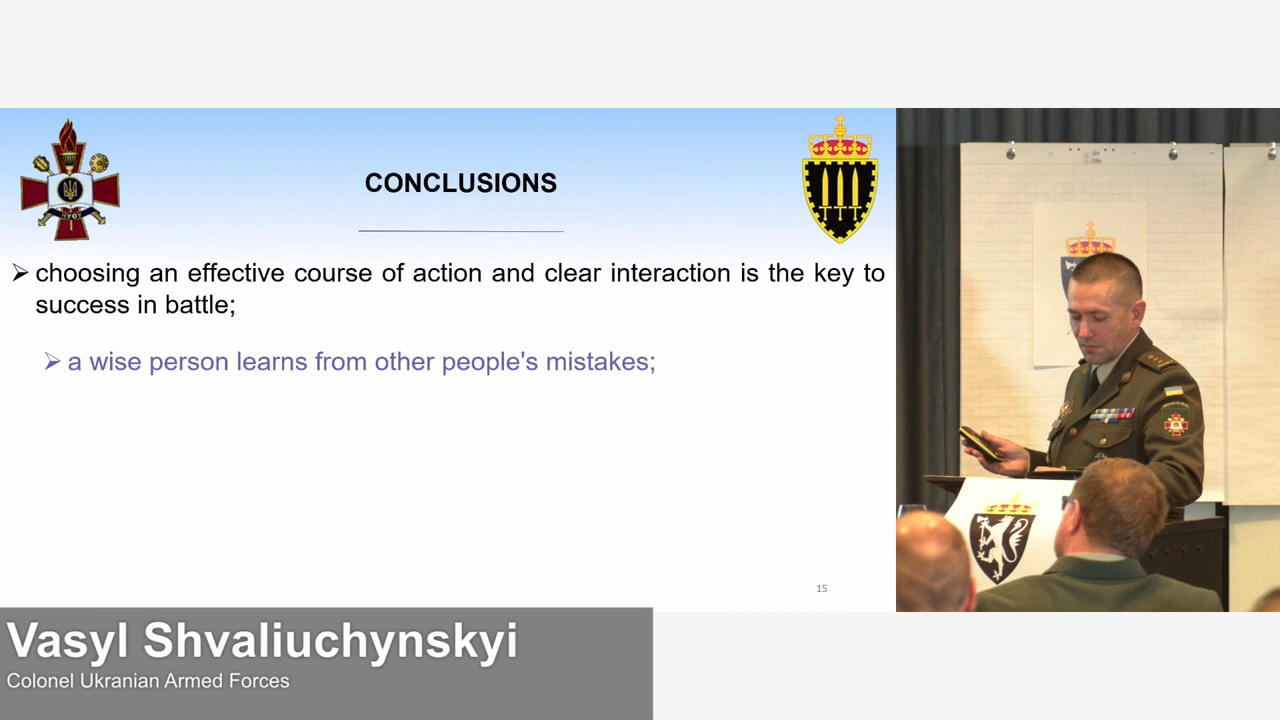 CONCLUSIONS
➢ choosing an effective course of action and clear interaction is the key to
success in battle;
➢ a wise person learns from other people's mistakes;
15
НУОУ
Vasyl Shvaliuchynskyi
Colonel Ukranian Armed Forces